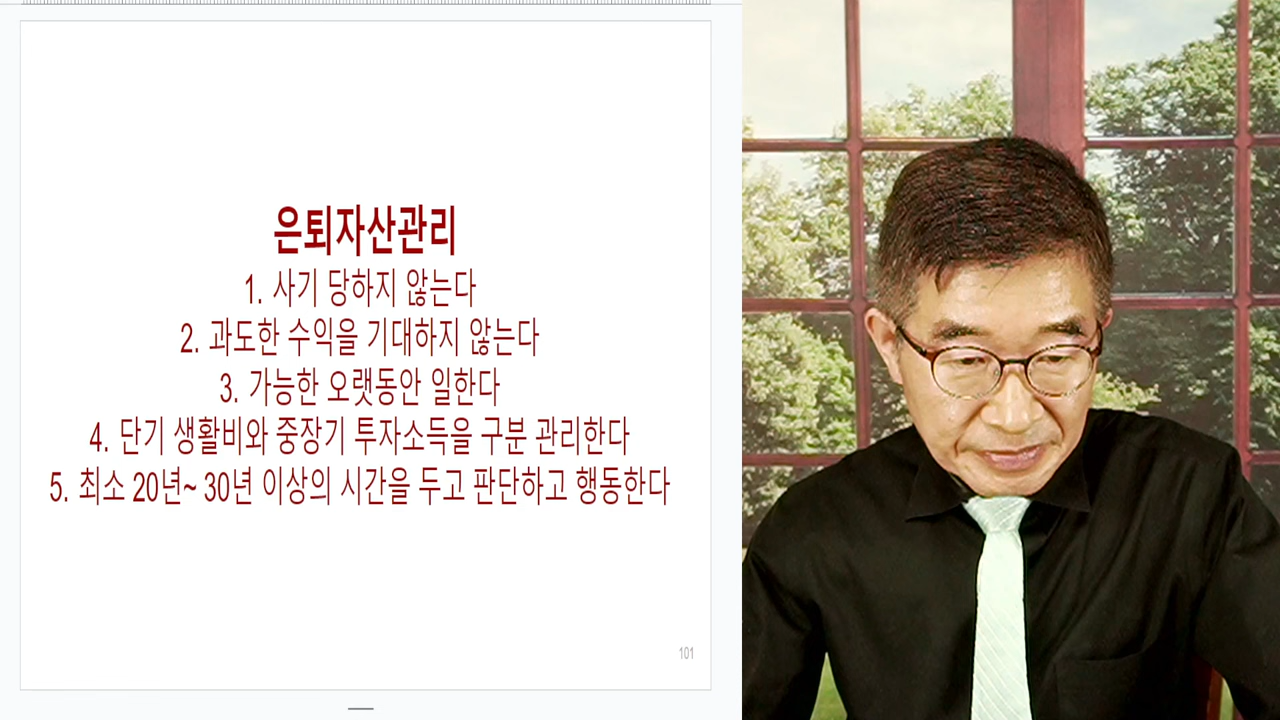 은퇴자산관리
1. 사기 당하지 않는다
2. 과도한 수익을 기대하지 않는다
3. 가능한 오랫동안 일한다
4. 단기 생활비와 중장기 투자소득을 구분 관리한다
5. 최소 20년~ 30년 이상의 시간을 두고 판단하고 행동한다
101